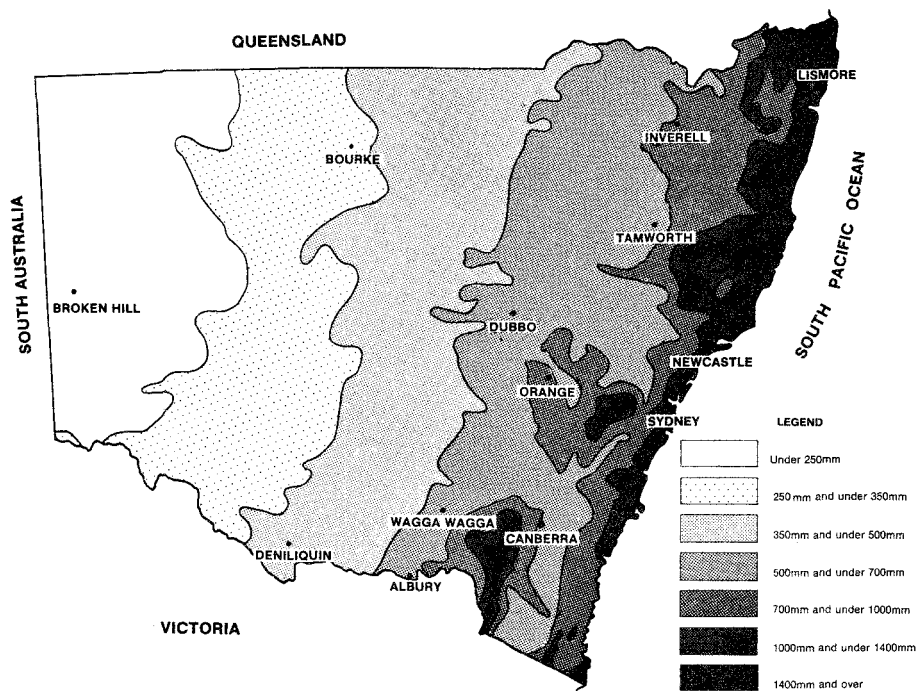 QUEENSLAND
LiSMORE
INVERELL
BOURKE
TAMWORTH
SOUTH AUSTRALIA
SOUTH PACIFIC OCEAN
BROKEN HILL
DUBBO
NEWCASTLE
ORANGE
SYDNEY
WAGGA WAGGA
CANBERRA
DENILIQUIN
ALBURY
VICTORIA
LEGEND
Under 250mm
250mm and under 350mm
350mm and under 500mm
500mm and under 700mm
700mm and under 1000mm
1000mm and under 1400mm
1400mm and over